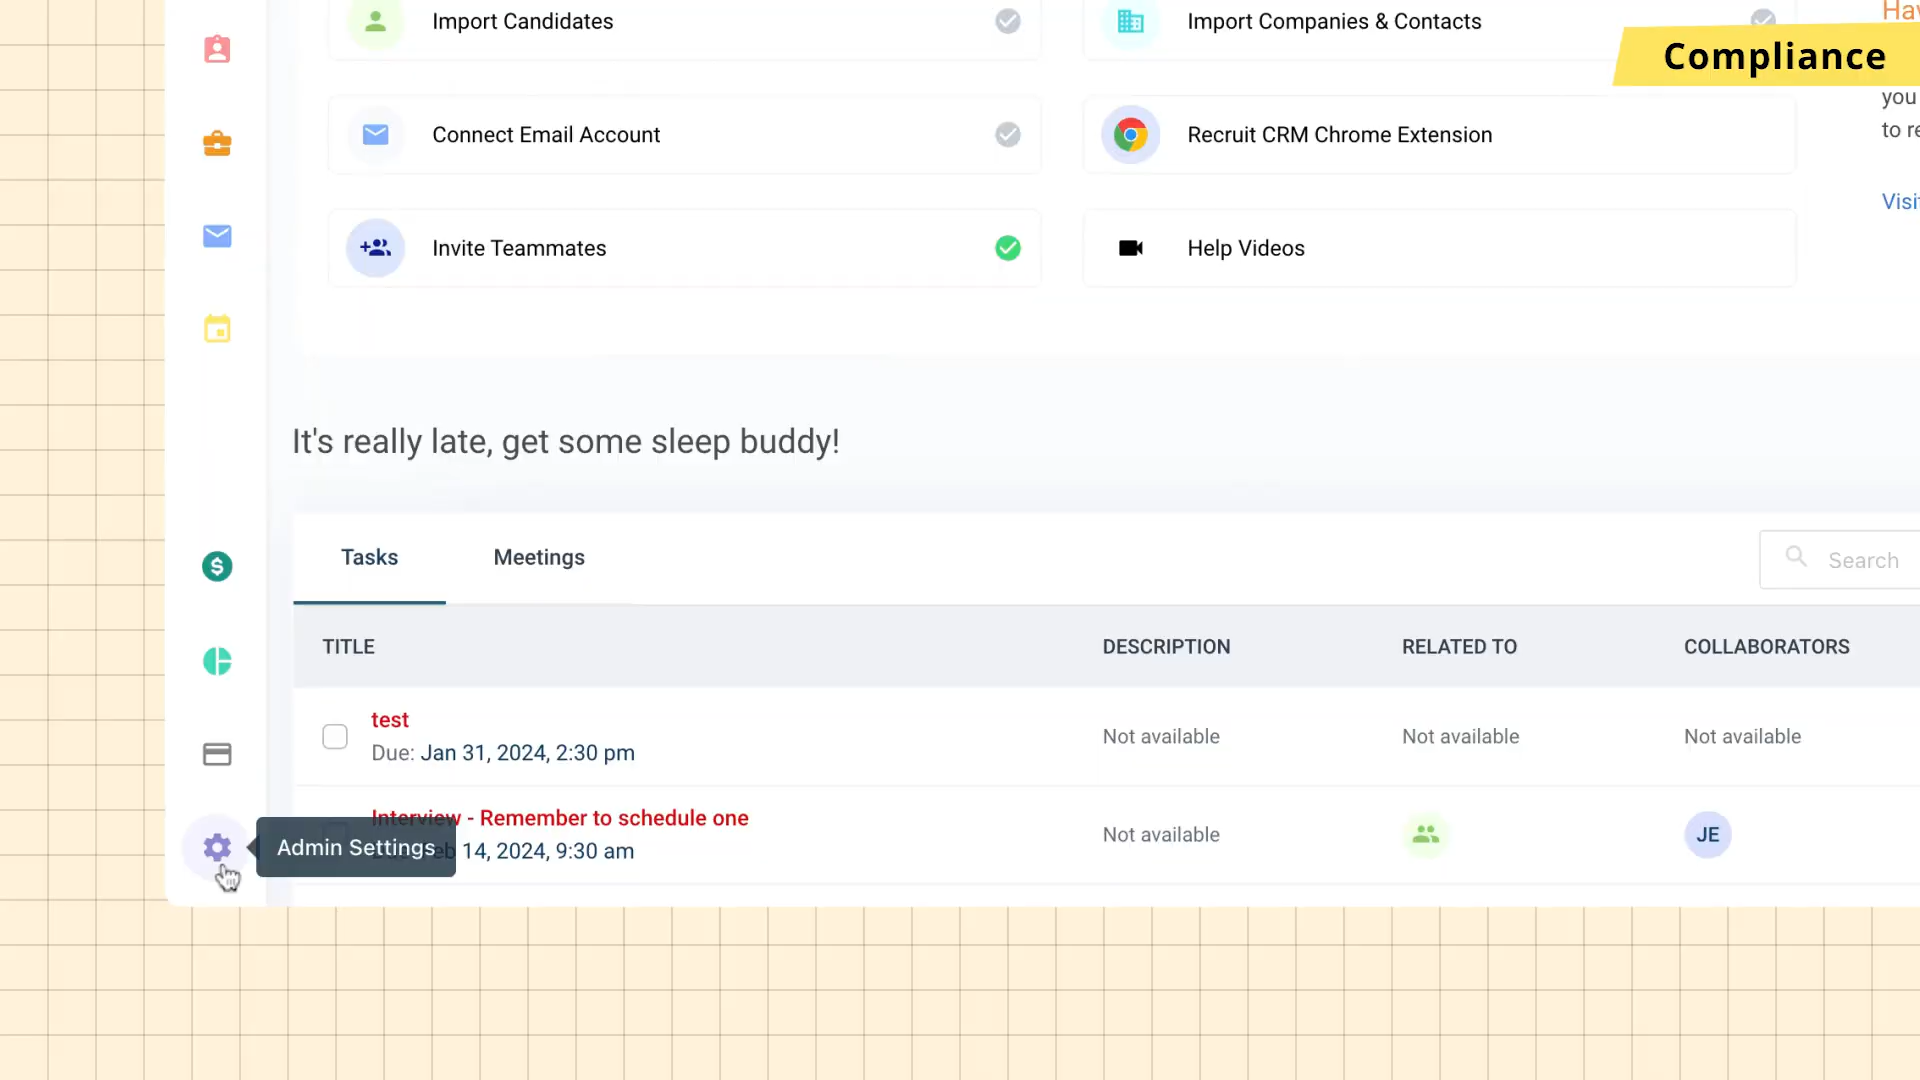 Import Candidates
Import Companies & Contacts
Compliance
you
to re
Connect Email Account
Recruit CRM Chrome Extension
Invite Teammates
Help Videos
It's really late, get some sleep buddy!
Tasks
Meetings
Search
TITLE
DESCRIPTION
RELATED TO
COLLABORATORS
test
Due: Jan 31, 2024, 2:30 pm
Not available
Not available
Not available
Interview - Remember to schedule one
14, 2024, 9:30 am
Not available
JE
Admin Settings